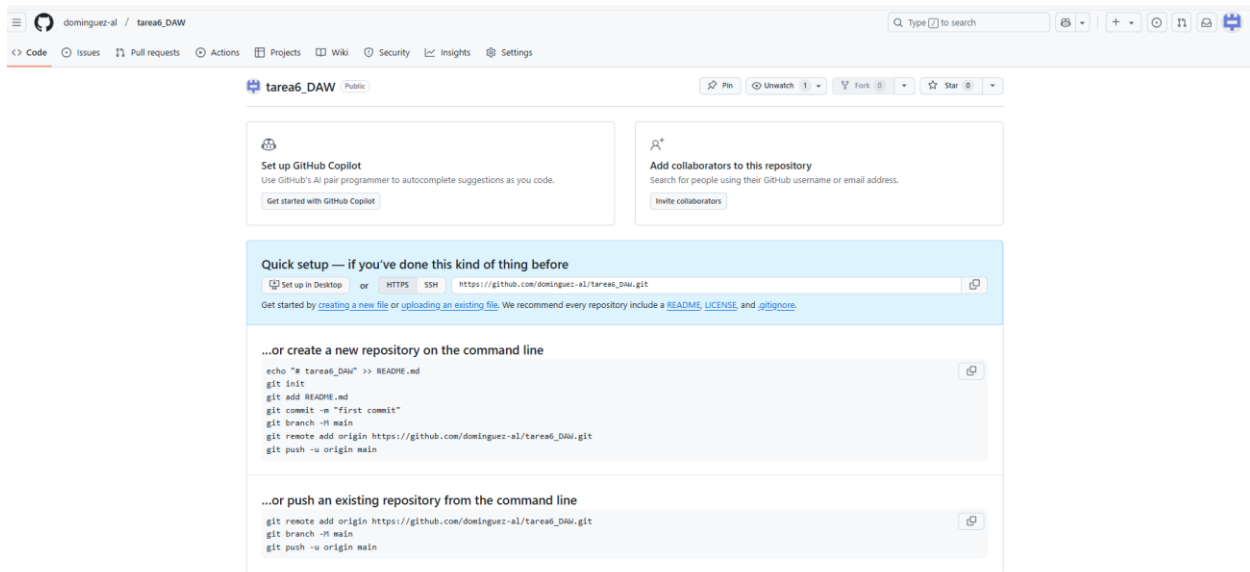 dominguez-al / tarea6_DAW
Type / to search
Code Issues Pull requests Actions Projects Wiki Security Insights Settings
tarea6_DAW Public
Pin Unwatch 1 Fork 0 Star 0
Set up GitHub Copilot
Use GitHub's AI pair programmer to autocomplete suggestions as you code.
Get started with GitHub Copilot
Add collaborators to this repository
Search for people using their GitHub username or email address.
Invite collaborators
Quick setup — if you've done this kind of thing before
Set up in Desktop or HTTPS SSH https://github.com/dominguez-al/tarea6_DAW.git
Get started by creating a new file or uploading an existing file. We recommend every repository include a README, LICENSE, and .gitignore.
...or create a new repository on the command line
echo "# tarea6_DAW" >> README.md
git init
git add README.md
git commit -m "first commit"
git branch -M main
git remote add origin https://github.com/dominguez-al/tarea6_DAW.git
git push -u origin main
...or push an existing repository from the command line
git remote add origin https://github.com/dominguez-al/tarea6_DAW.git
git branch -M main
git push -u origin main